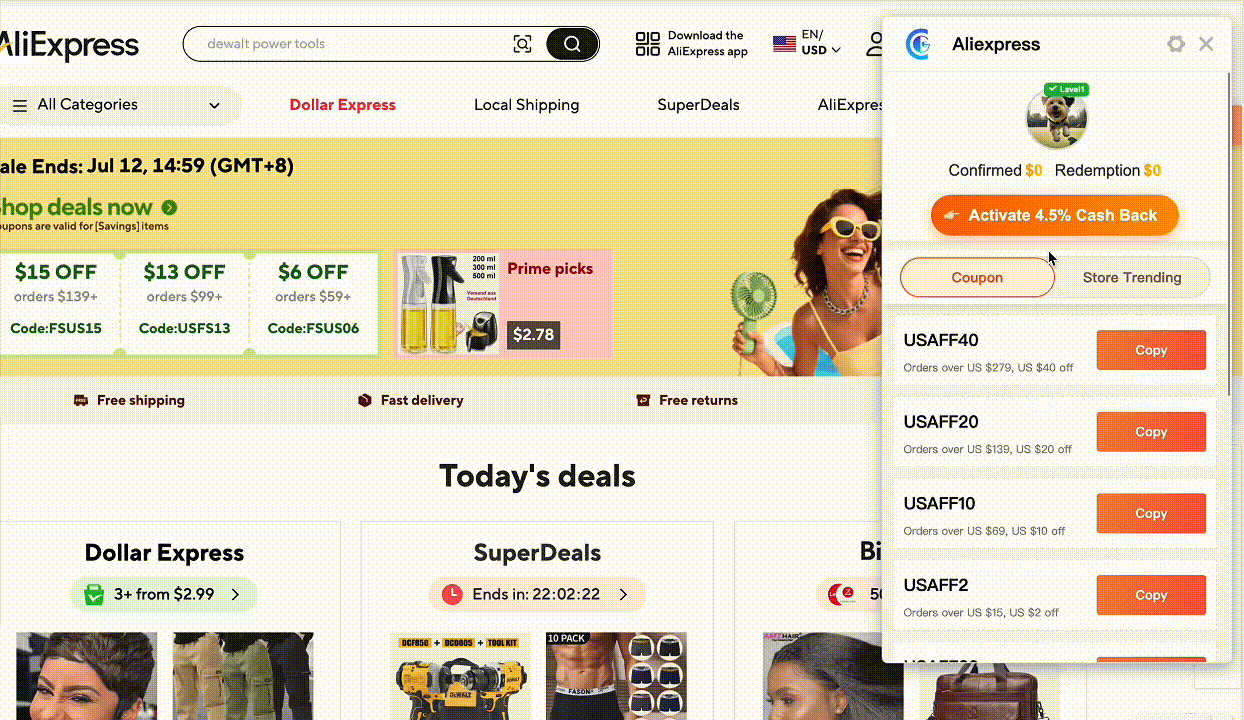 AliExpress
dewalt power tools
Download the
AliExpress app
EN/
USD
All Categories
Dollar Express
Local Shipping
SuperDeals
AliExpres
ale Ends: Jul 12, 14:59 (GMT+8)
hop deals now
oupons are valid for [Savings] items
$15 OFF
orders $139+
Code:FSUS15
$13 OFF
orders $99+
Code:USFS13
$6 OFF
orders $59+
Code:FSUS06
200 ml
300 ml
500 ml
Versand aus
Deutschland
Prime picks
$2.78
Free shipping
Fast delivery
Free returns
Today's deals
Dollar Express
3+ from $2.99
SuperDeals
Ends in: 22:02:22
Bi
50
DCF850 + DCD805 + TOOL KIT
DEWALT
10 PACK
FASON
AMZHAIR
Aliexpress
Level1
Confirmed $0 Redemption $0
Activate 4.5% Cash Back
Coupon
Store Trending
USAFF40
Orders over US $279, US $40 off
Copy
USAFF20
Orders over US $139, US $20 off
Copy
USAFF10
Orders over US $69, US $10 off
Copy
USAFF2
Orders over US $15, US $2 off
Copy